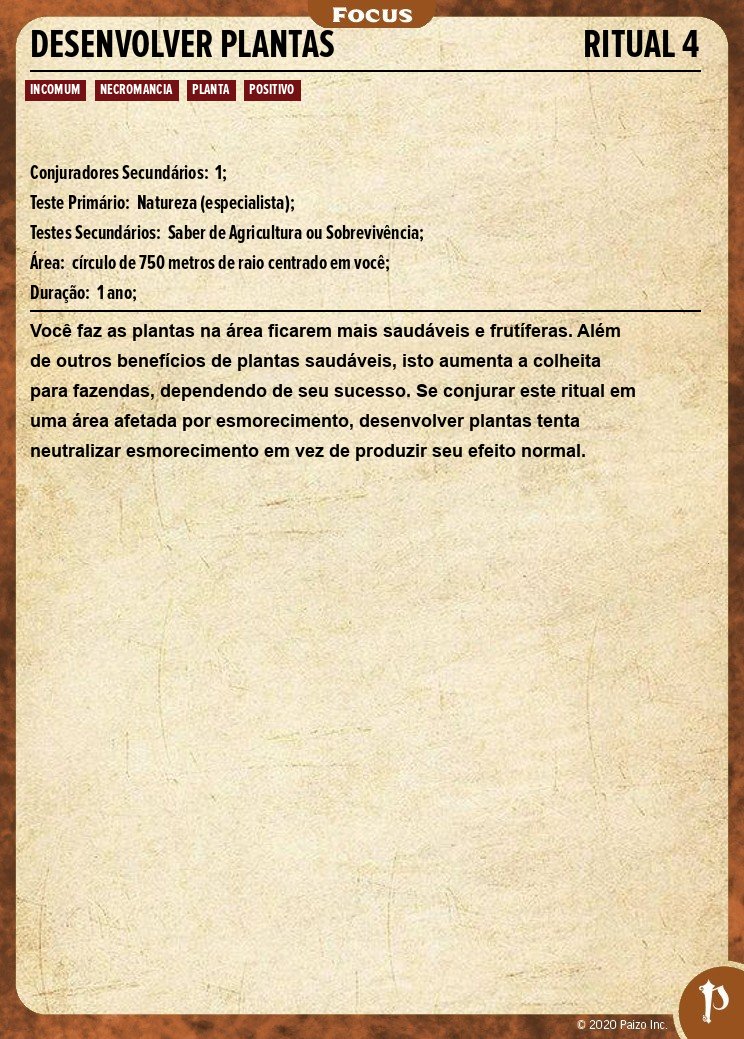 Focus
DESENVOLVER PLANTAS RITUAL 4
INCOMUM NECROMANCIA PLANTA POSITIVO
Conjuradores Secundários: 1;
Teste Primário: Natureza (especialista);
Testes Secundários: Saber de Agricultura ou Sobrevivência;
Área: círculo de 750 metros de raio centrado em você;
Duração: 1 ano;
Você faz as plantas na área ficarem mais saudáveis e frutíferas. Além
de outros benefícios de plantas saudáveis, isto aumenta a colheita
para fazendas, dependendo de seu sucesso. Se conjurar este ritual em
uma área afetada por esmorecimento, desenvolver plantas tenta
neutralizar esmorecimento em vez de produzir seu efeito normal.
© 2020 Paizo Inc.
P